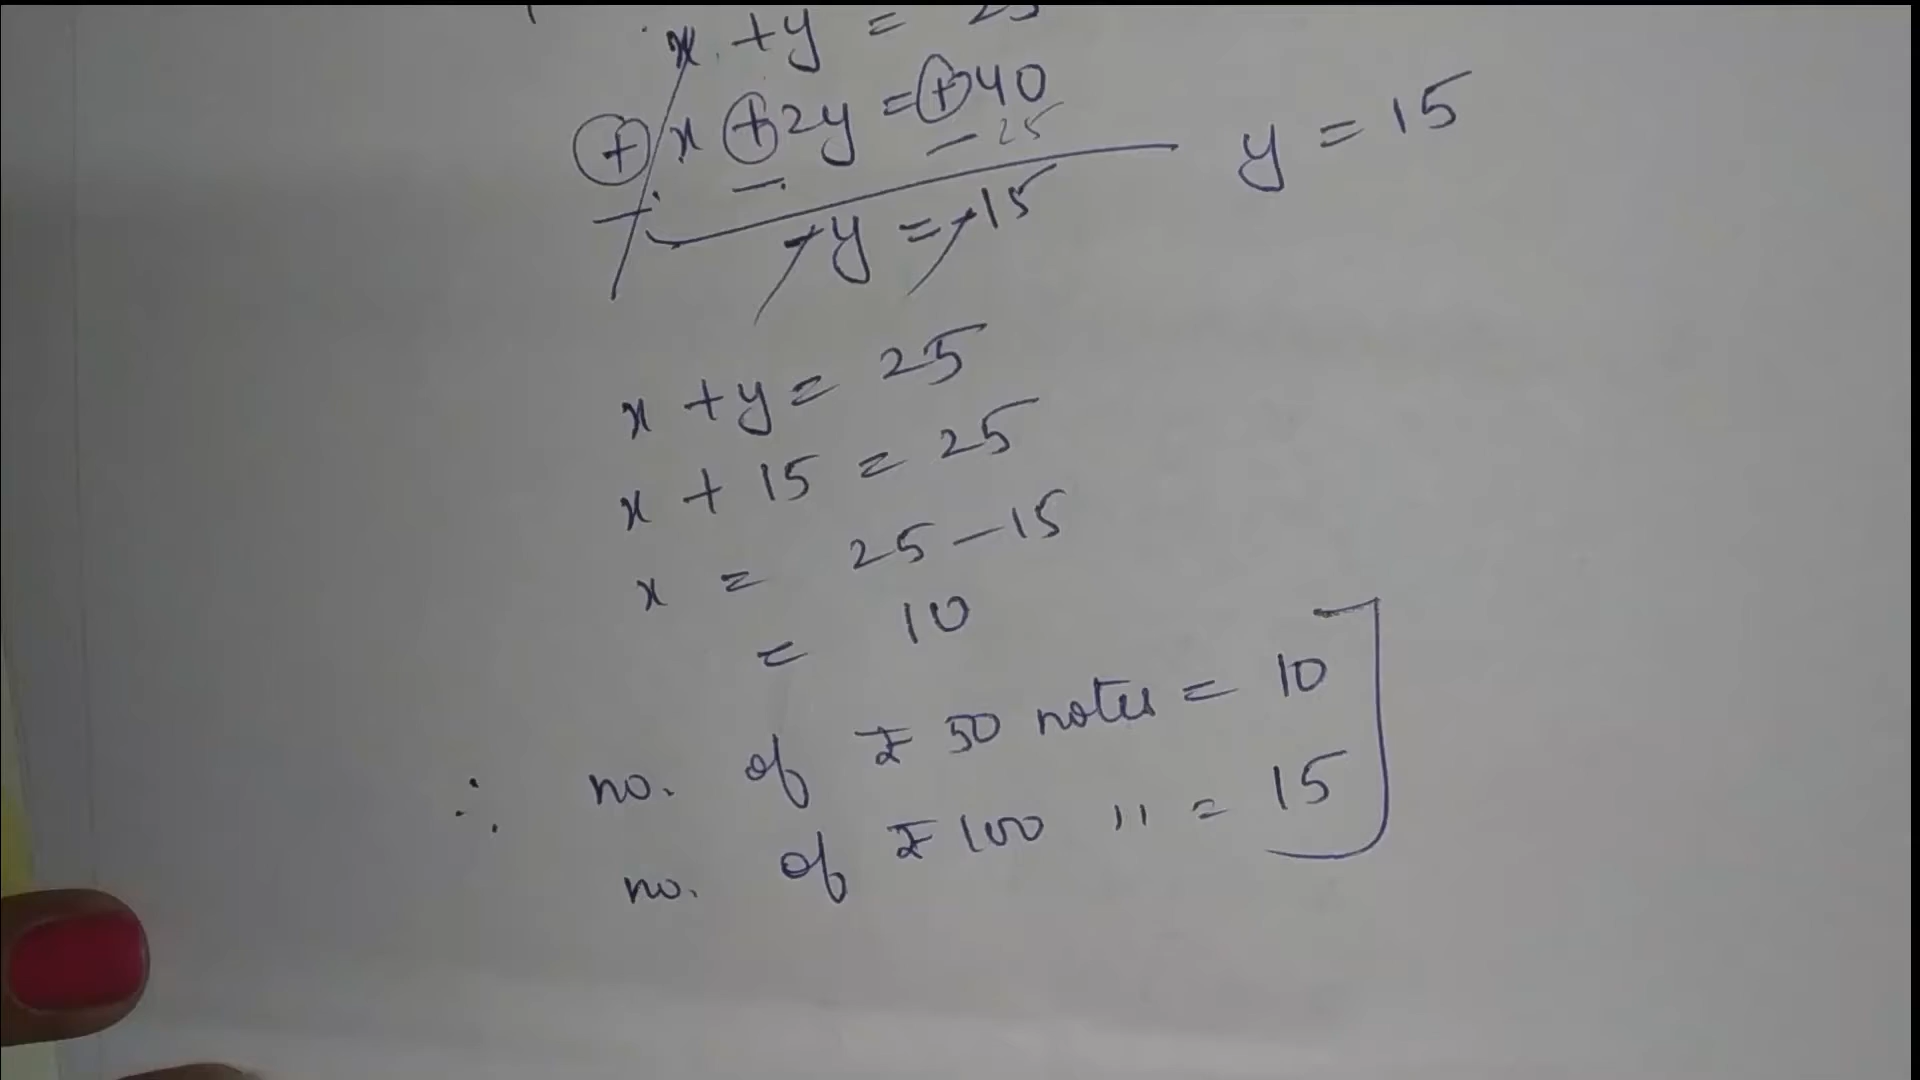 x + y = 25
+ x + 2y = + 40
- - - 25
-y = -15 y = 15
x + y = 25
x + 15 = 25
x = 25 - 15
= 10
∴ no. of ₹ 50 notes = 10
no. of ₹ 100 " = 15